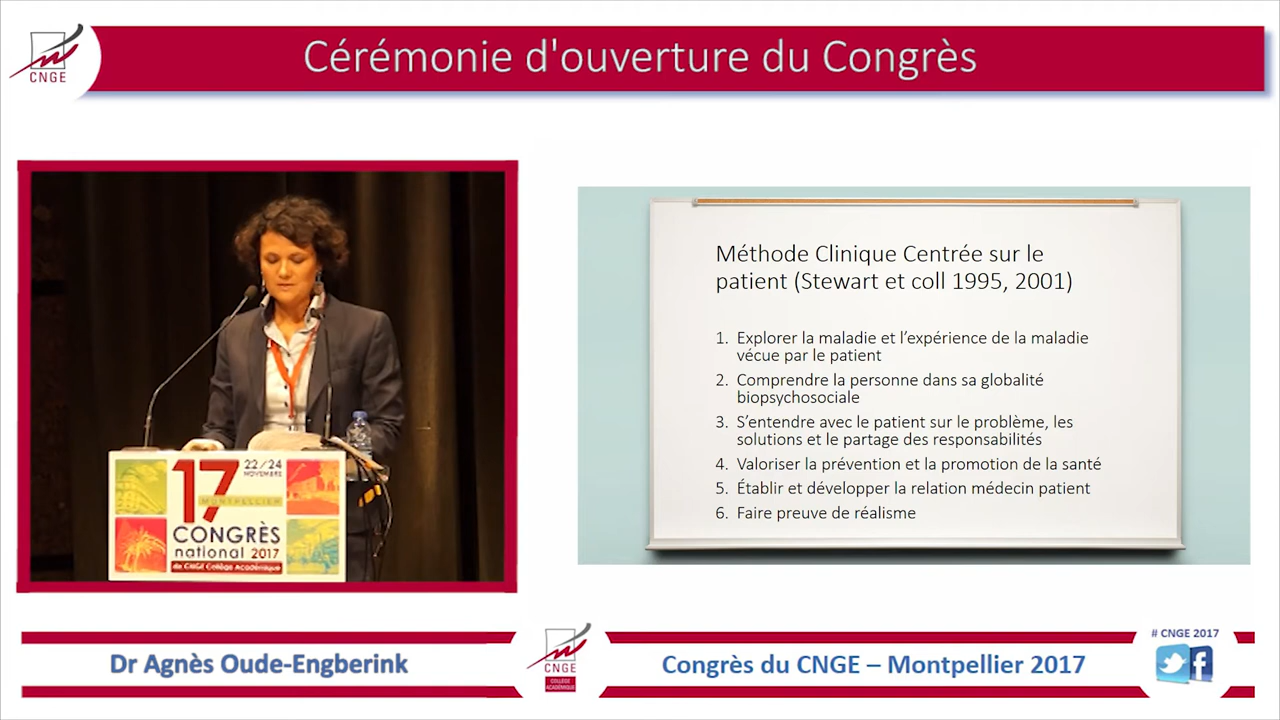 Cérémonie d'ouverture du Congrès
CNGE
Méthode Clinique Centrée sur le
patient (Stewart et coll 1995, 2001)
1. Explorer la maladie et l’expérience de la maladie
vécue par le patient
2. Comprendre la personne dans sa globalité
biopsychosociale
3. S’entendre avec le patient sur le problème, les
solutions et le partage des responsabilités
4. Valoriser la prévention et la promotion de la santé
5. Établir et développer la relation médecin patient
6. Faire preuve de réalisme
17
22/24
NOVEMBRE
MONTPELLIER
CONGRÈS
national 2017
du CNGE Collège Académique
Dr Agnès Oude-Engberink
CNGE
COLLÈGE
ACADÉMIQUE
Congrès du CNGE – Montpellier 2017
# CNGE 2017